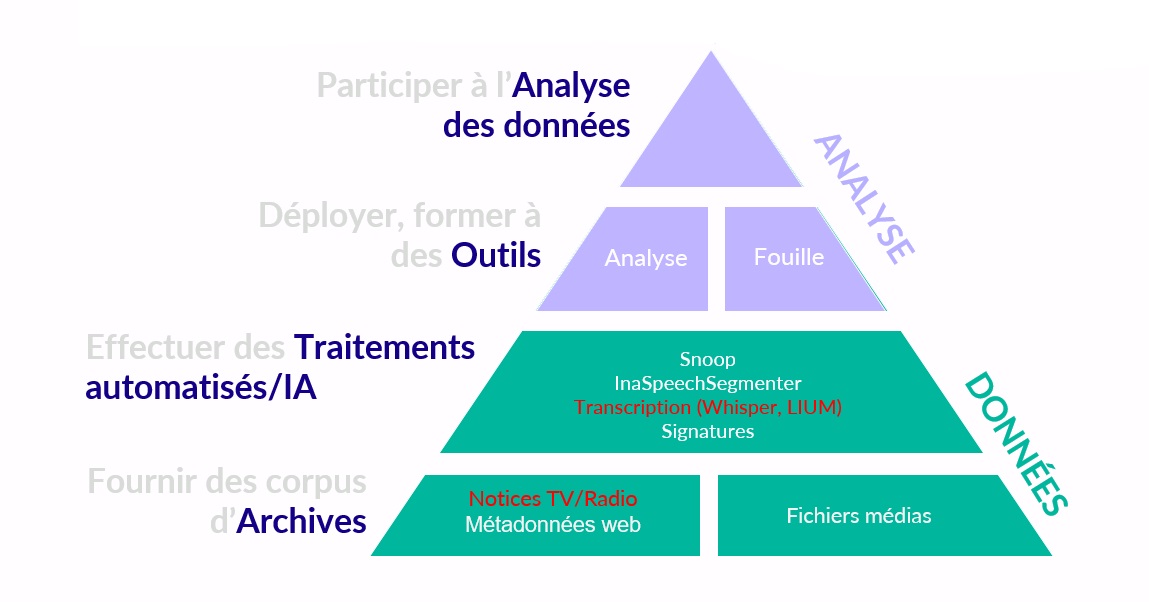 Participer à l’Analyse
des données
ANALYSE
Déployer, former à
des Outils
Analyse
Fouille
Effectuer des Traitements
automatisés/IA
Snoop
InaSpeechSegmenter
Transcription (Whisper, LIUM)
Signatures
DONNÉES
Fournir des corpus
d’Archives
Notices TV/Radio
Métadonnées web
Fichiers médias